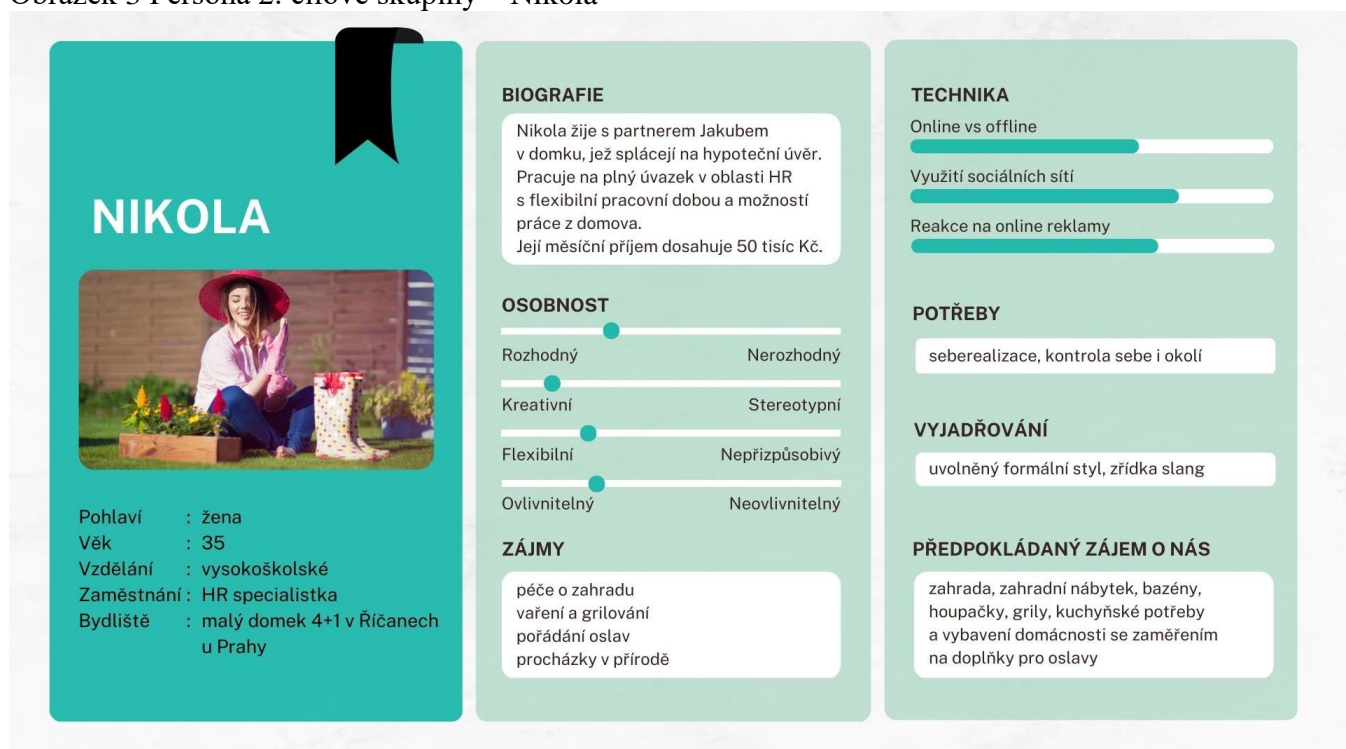 NIKOLA
Pohlaví : žena
Věk : 35
Vzdělání : vysokoškolské
Zaměstnání : HR specialistka
Bydliště : malý domek 4+1 v Říčanech
u Prahy
BIOGRAFIE
Nikola žije s partnerem Jakubem
v domku, jež splácejí na hypoteční úvěr.
Pracuje na plný úvazek v oblasti HR
s flexibilní pracovní dobou a možností
práce z domova.
Její měsíční příjem dosahuje 50 tisíc Kč.
OSOBNOST
Rozhodný Nerozhodný
Kreativní Stereotypní
Flexibilní Nepřizpůsobivý
Ovlivnitelný Neovlivnitelný
ZÁJMY
péče o zahradu
vaření a grilování
pořádání oslav
procházky v přírodě
TECHNIKA
Online vs offline
Využití sociálních sítí
Reakce na online reklamy
POTŘEBY
seberealizace, kontrola sebe i okolí
VYJADŘOVÁNÍ
uvolněný formální styl, zřídka slang
PŘEDPOKLÁDANÝ ZÁJEM O NÁS
zahrada, zahradní nábytek, bazény,
houpačky, grily, kuchyňské potřeby
a vybavení domácnosti se zaměřením
na doplňky pro oslavy